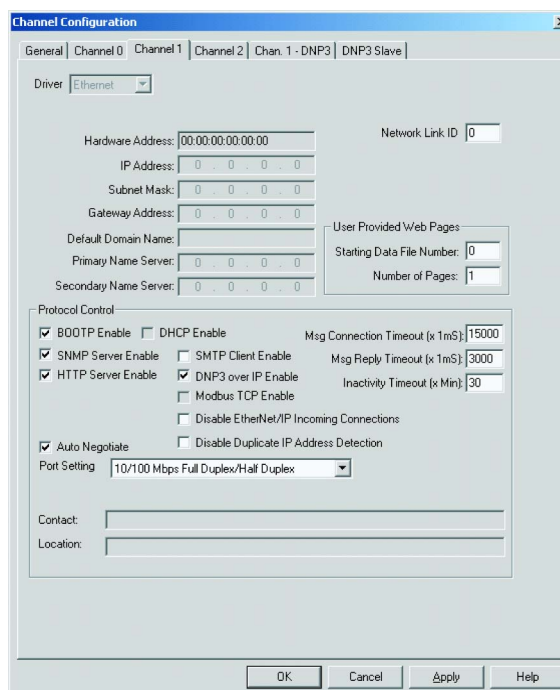 Channel Configuration
General Channel 0 Channel 1 Channel 2 Chan. 1 - DNP3 DNP3 Slave
Driver Ethernet
Network Link ID 0
Hardware Address: 00:00:00:00:00:00
IP Address: 0 . 0 . 0 . 0
Subnet Mask: 0 . 0 . 0 . 0
Gateway Address: 0 . 0 . 0 . 0
Default Domain Name:
Primary Name Server: 0 . 0 . 0 . 0
Secondary Name Server: 0 . 0 . 0 . 0
User Provided Web Pages
Starting Data File Number: 0
Number of Pages: 1
Protocol Control
BOOTP Enable DHCP Enable
SNMP Server Enable SMTP Client Enable
HTTP Server Enable DNP3 over IP Enable
Modbus TCP Enable
Disable EtherNet/IP Incoming Connections
Auto Negotiate Disable Duplicate IP Address Detection
Msg Connection Timeout (x 1mS): 15000
Msg Reply Timeout (x 1mS): 3000
Inactivity Timeout (x Min): 30
Port Setting 10/100 Mbps Full Duplex/Half Duplex
Contact:
Location:
OK Cancel Apply Help